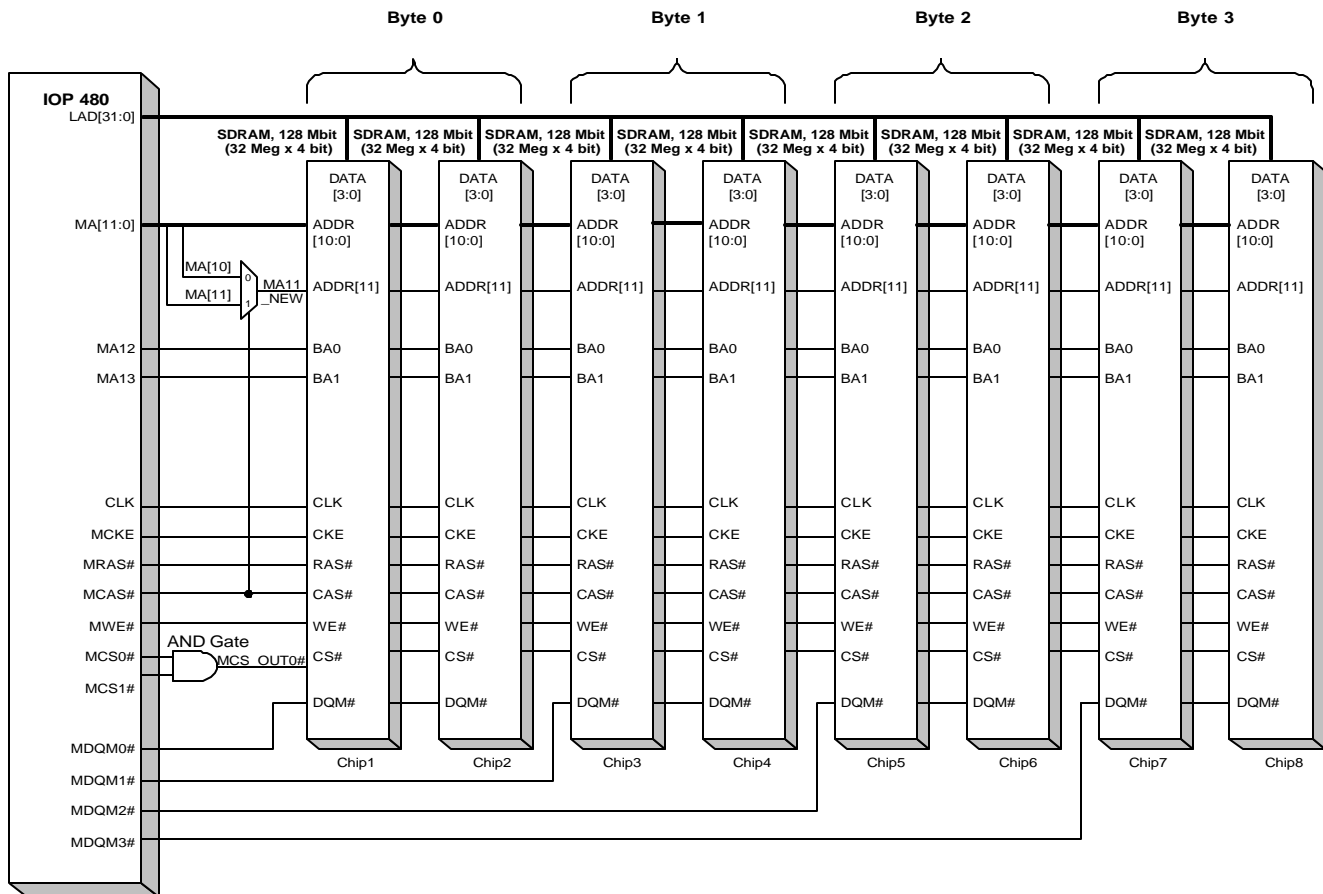 Byte 0 Byte 1 Byte 2 Byte 3
IOP 480
LAD[31:0]
SDRAM, 128 Mbit SDRAM, 128 Mbit SDRAM, 128 Mbit SDRAM, 128 Mbit SDRAM, 128 Mbit SDRAM, 128 Mbit SDRAM, 128 Mbit SDRAM, 128 Mbit
(32 Meg x 4 bit) (32 Meg x 4 bit) (32 Meg x 4 bit) (32 Meg x 4 bit) (32 Meg x 4 bit) (32 Meg x 4 bit) (32 Meg x 4 bit) (32 Meg x 4 bit)
DATA DATA DATA DATA DATA DATA DATA DATA
[3:0] [3:0] [3:0] [3:0] [3:0] [3:0] [3:0] [3:0]
MA[11:0] ADDR ADDR ADDR ADDR ADDR ADDR ADDR ADDR
[10:0] [10:0] [10:0] [10:0] [10:0] [10:0] [10:0] [10:0]
MA[10] 0
MA11
MA[11] 1 _NEW ADDR[11] ADDR[11] ADDR[11] ADDR[11] ADDR[11] ADDR[11] ADDR[11] ADDR[11]
MA12 BA0 BA0 BA0 BA0 BA0 BA0 BA0 BA0
MA13 BA1 BA1 BA1 BA1 BA1 BA1 BA1 BA1
CLK CLK CLK CLK CLK CLK CLK CLK CLK
MCKE CKE CKE CKE CKE CKE CKE CKE CKE
MRAS# RAS# RAS# RAS# RAS# RAS# RAS# RAS# RAS#
MCAS# CAS# CAS# CAS# CAS# CAS# CAS# CAS# CAS#
MWE# WE# WE# WE# WE# WE# WE# WE# WE#
AND Gate
MCS0# MCS_OUT0# CS# CS# CS# CS# CS# CS# CS# CS#
MCS1#
DQM# DQM# DQM# DQM# DQM# DQM# DQM# DQM#
MDQM0#
Chip1 Chip2 Chip3 Chip4 Chip5 Chip6 Chip7 Chip8
MDQM1#
MDQM2#
MDQM3#